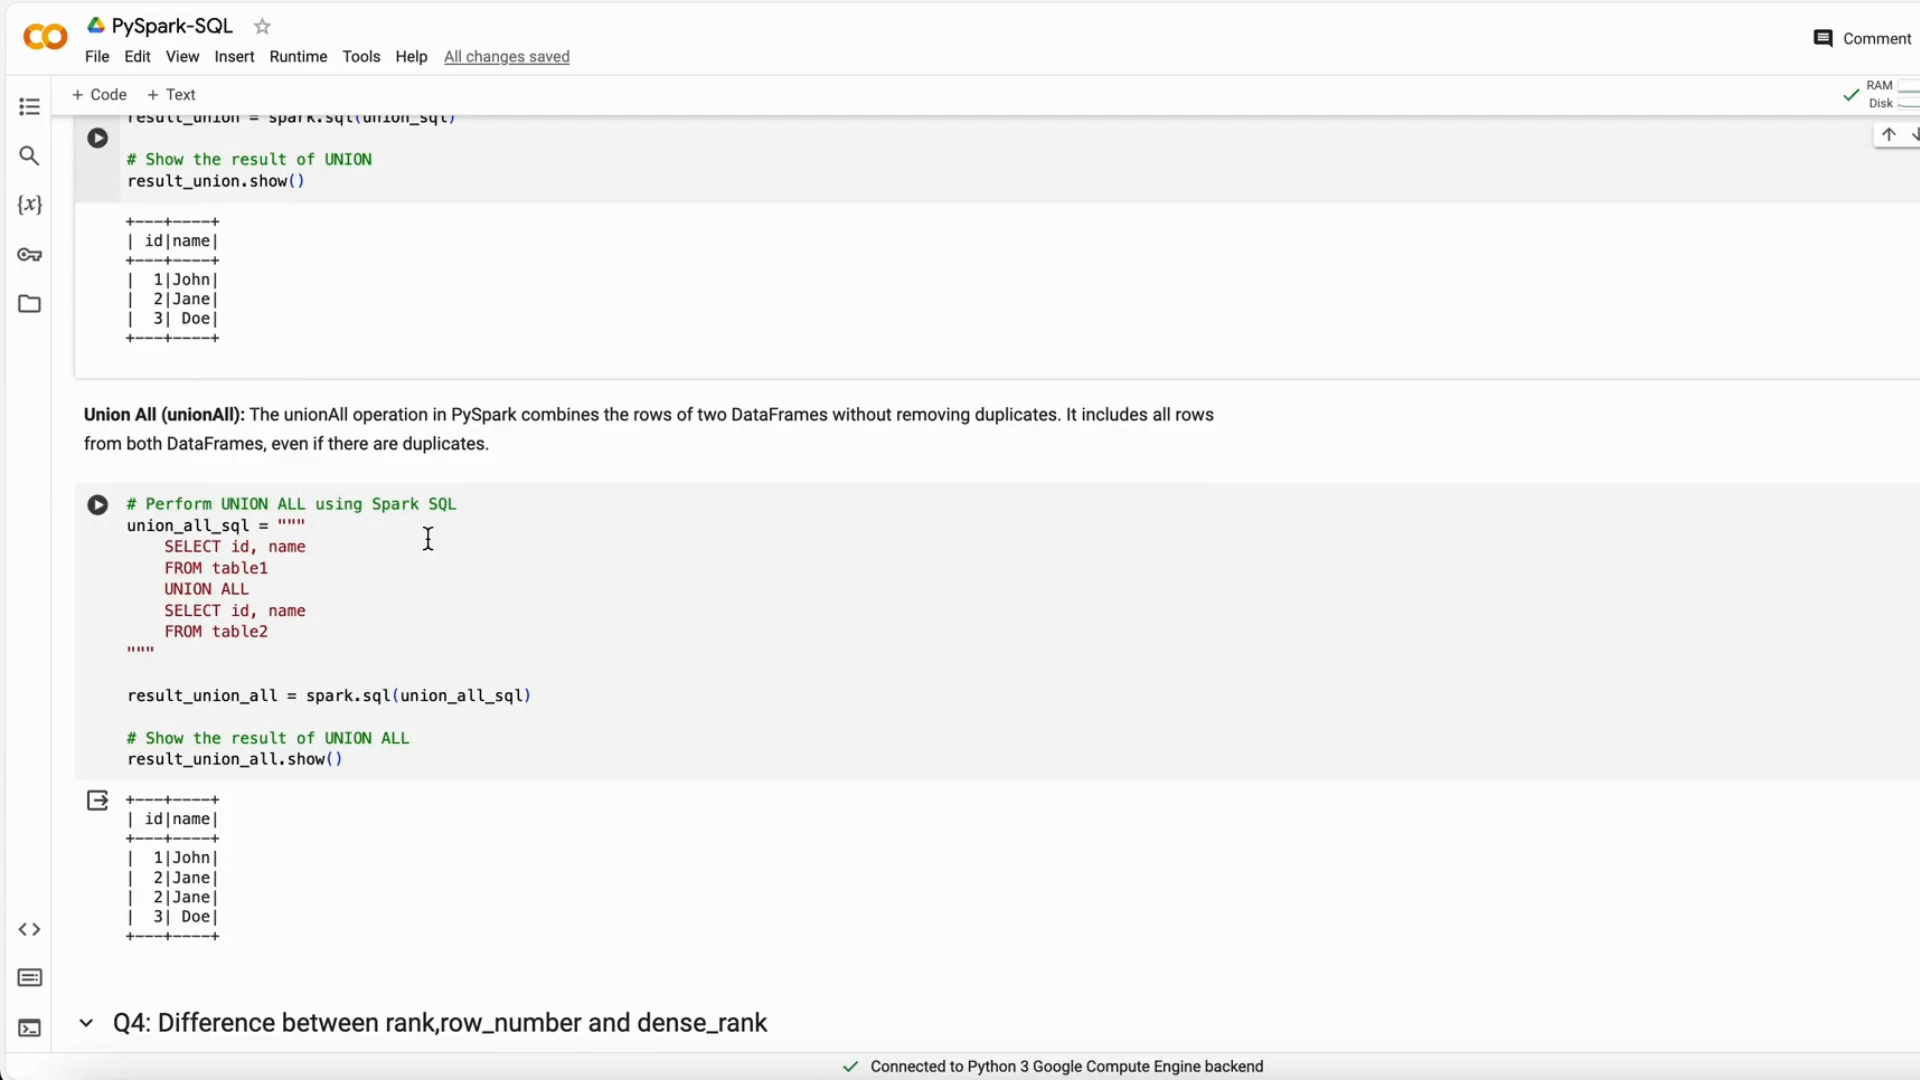 PySpark-SQL
File Edit View Insert Runtime Tools Help All changes saved
Comment
+ Code + Text
RAM
Disk
result_union = spark.sql(union_sql)
# Show the result of UNION
result_union.show()
+---+----+
| id|name|
+---+----+
|  1|John|
|  2|Jane|
|  3| Doe|
+---+----+
Union All (unionAll): The unionAll operation in PySpark combines the rows of two DataFrames without removing duplicates. It includes all rows
from both DataFrames, even if there are duplicates.
# Perform UNION ALL using Spark SQL
union_all_sql = """
    SELECT id, name
    FROM table1
    UNION ALL
    SELECT id, name
    FROM table2
"""
result_union_all = spark.sql(union_all_sql)
# Show the result of UNION ALL
result_union_all.show()
+---+----+
| id|name|
+---+----+
|  1|John|
|  2|Jane|
|  2|Jane|
|  3| Doe|
+---+----+
Q4: Difference between rank,row_number and dense_rank
Connected to Python 3 Google Compute Engine backend